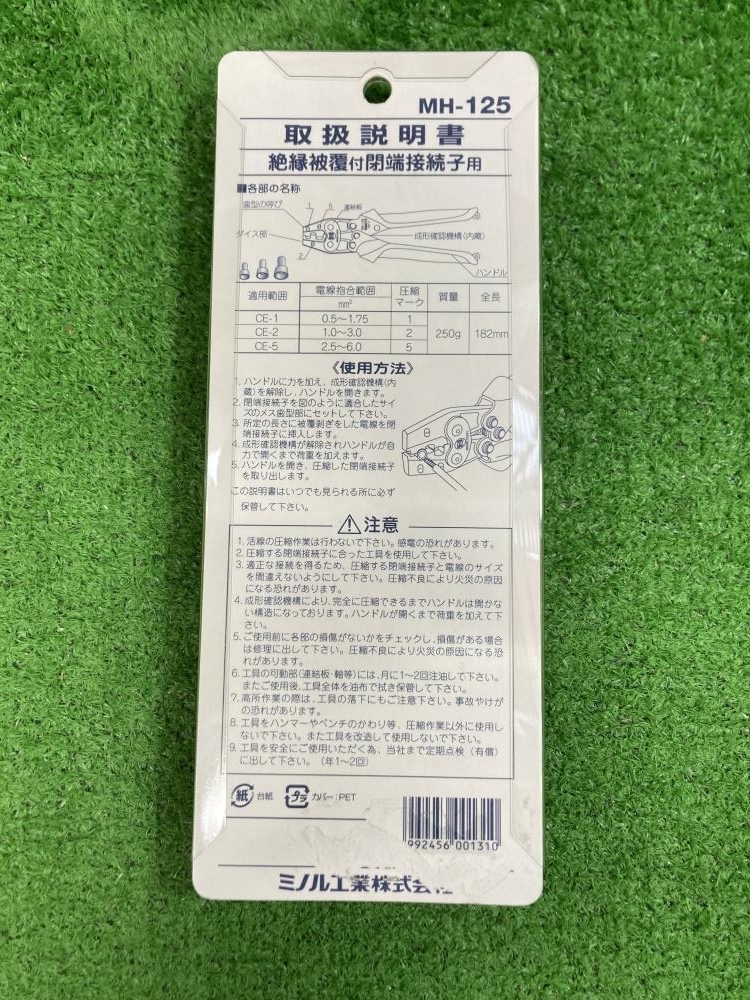 MH-125
取扱説明書
絶縁被覆付閉端接続子用
■各部の名称
歯型の呼び
1
5
連結板
ダイス部
成形確認機構(内蔵)
2
ハンドル
適用範囲 電線抱合範囲 mm² 圧縮マーク 質量 全長
CE-1 0.5〜1.75 1
CE-2 1.0〜3.0 2 250g 182mm
CE-5 2.5〜6.0 5
《使用方法》
1. ハンドルに力を加え、成形確認機構(内
蔵)を解除し、ハンドルを開きます。
2. 閉端接続子を図のように適合したサイ
ズのメス歯型部にセットして下さい。
3. 所定の長さに被覆剥ぎをした電線を閉
端接続子に挿入します。
4. 成形確認機構が解除されハンドルが自
力で開くまで荷重を加えます。
5. ハンドルを開き、圧縮した閉端接続子
を取り出します。
この説明書はいつでも見られる所に必ず
保管して下さい。
⚠注意
1. 活線の圧縮作業は行わないで下さい。感電の恐れがあります。
2. 圧縮する閉端接続子に合った工具を使用して下さい。
3. 適正な接続を得るため、圧縮する閉端接続子と電線のサイズ
を間違えないようにして下さい。圧縮不良により火災の原因
になる恐れがあります。
4. 成形確認機構により、完全に圧縮できるまでハンドルは開かな
い構造になっております。ハンドルが開くまで荷重を加えて下
さい。
5. ご使用前に各部の損傷がないかをチェックし、損傷がある場合
は修理に出して下さい。圧縮不良により火災の原因になる恐
れがあります。
6. 工具の可動部(連結板・軸等)には、月に1〜2回注油して下さい。
またご使用後、工具全体を油布で拭き保管して下さい。
7. 高所作業の際は、工具の落下にもご注意下さい。事故やけが
の恐れがあります。
8. 工具をハンマーやペンチのかわり等、圧縮作業以外に使用し
ないで下さい。また工具を改造して使用しないで下さい。
9. 工具を安全にご使用いただく為、当社まで定期点検(有償)
に出して下さい。(年1〜2回)
紙 台紙 プラ カバー:PET
992456 001310
ミノル工業株式会社